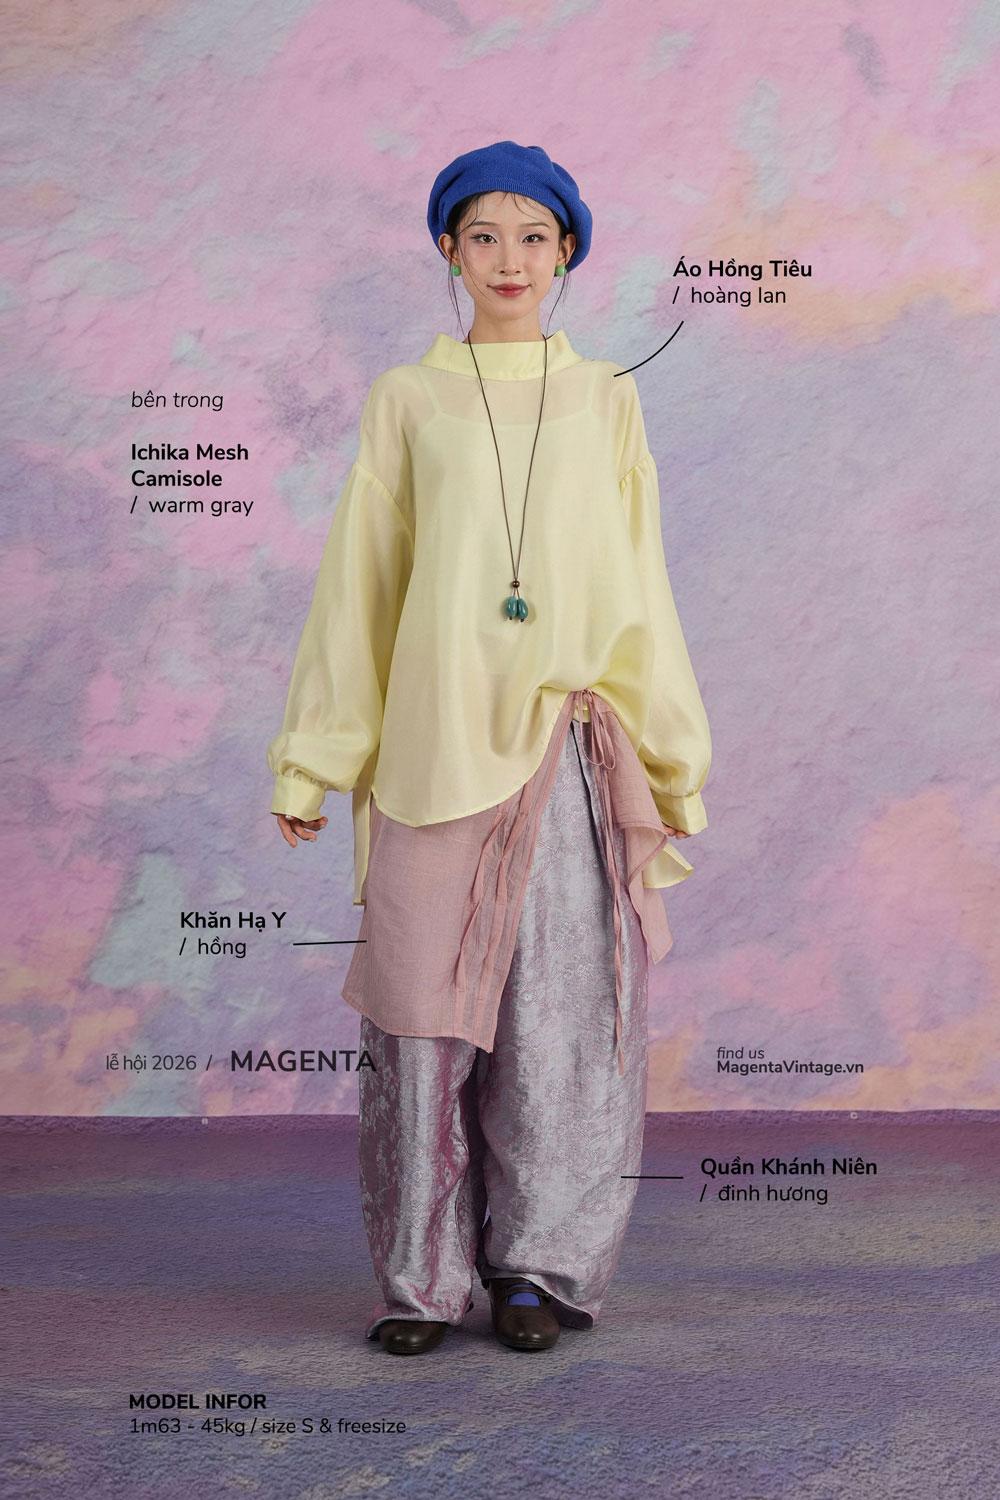 Áo Hồng Tiêu
/ hoàng lan
bên trong
Ichika Mesh
Camisole
/ warm gray
Khăn Hạ Y
/ hồng
lễ hội 2026 / MAGENTA
find us
MagentaVintage.vn
Quần Khánh Niên
/ đinh hương
MODEL INFOR
1m63 - 45kg / size S & freesize